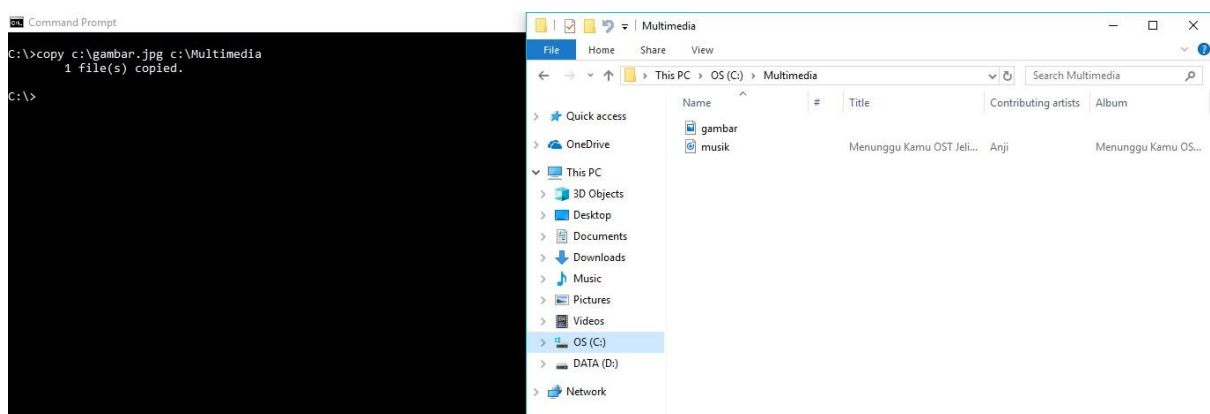 Command Prompt
C:\>copy c:\gambar.jpg c:\Multimedia
1 file(s) copied.
C:\>
Multimedia
File Home Share View
This PC > OS (C:) > Multimedia
Search Multimedia
Name # Title Contributing artists Album
gambar
musik Menunggu Kamu OST Jeli... Anji Menunggu Kamu OS...
Quick access
OneDrive
This PC
3D Objects
Desktop
Documents
Downloads
Music
Pictures
Videos
OS (C:)
DATA (D:)
Network